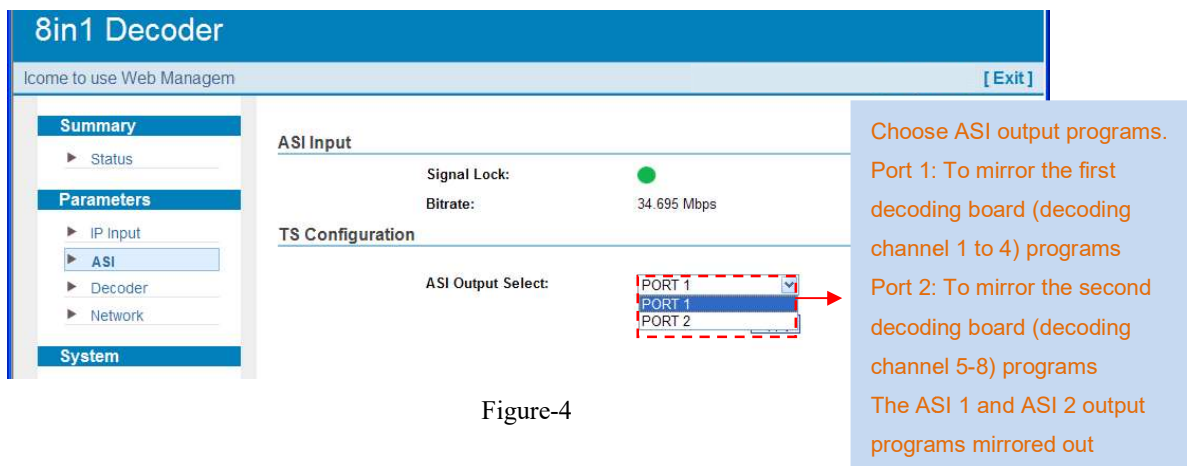 8in1 Decoder
lcome to use Web Managem
[ Exit ]
Summary
Status
Parameters
IP Input
ASI
Decoder
Network
System
ASI Input
Signal Lock:
Bitrate: 34.695 Mbps
TS Configuration
ASI Output Select: PORT 1
PORT 1
PORT 2
Choose ASI output programs.
Port 1: To mirror the first
decoding board (decoding
channel 1 to 4) programs
Port 2: To mirror the second
decoding board (decoding
channel 5-8) programs
The ASI 1 and ASI 2 output
programs mirrored out
Figure-4